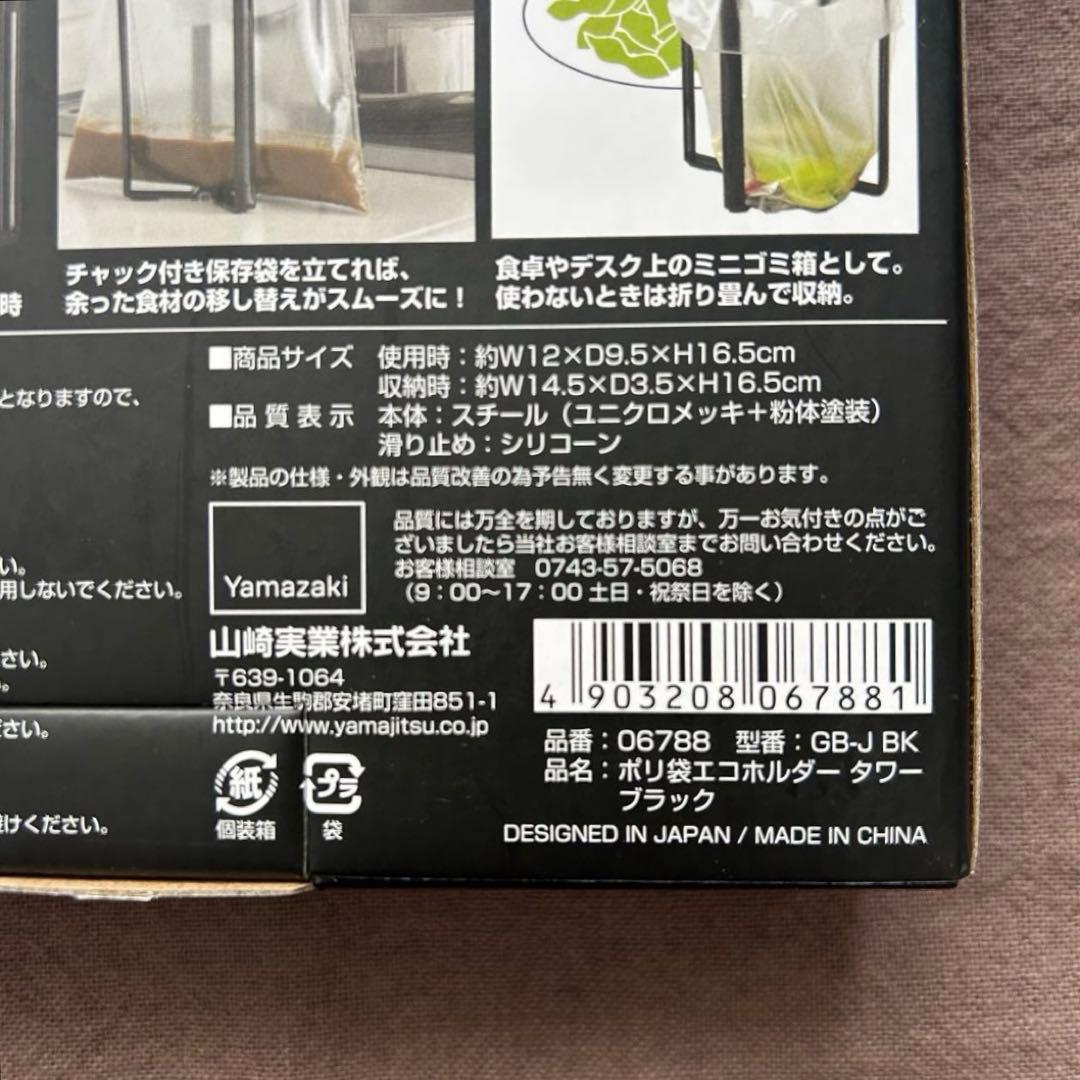 時
チャック付き保存袋を立てれば、
余った食材の移し替えがスムーズに！
食卓やデスク上のミニゴミ箱として。
使わないときは折り畳んで収納。
となりますので、
い。
用しないでください。
さい。
。
ださい。
避けください。
■商品サイズ 使用時：約W12×D9.5×H16.5cm
収納時：約W14.5×D3.5×H16.5cm
■品質表示 本体：スチール（ユニクロメッキ＋粉体塗装）
滑り止め：シリコーン
※製品の仕様・外観は品質改善の為予告無く変更する事があります。
Yamazaki
品質には万全を期しておりますが、万一お気付きの点がご
ざいましたら当社お客様相談室までお問い合わせください。
お客様相談室 0743-57-5068
（9：00〜17：00 土日・祝祭日を除く）
山崎実業株式会社
〒639-1064
奈良県生駒郡安堵町窪田851-1
http://www.yamajitsu.co.jp
4 903208 067881
紙
個装箱
プラ
袋
品番：06788 型番：GB-J BK
品名：ポリ袋エコホルダー タワー
ブラック
DESIGNED IN JAPAN / MADE IN CHINA